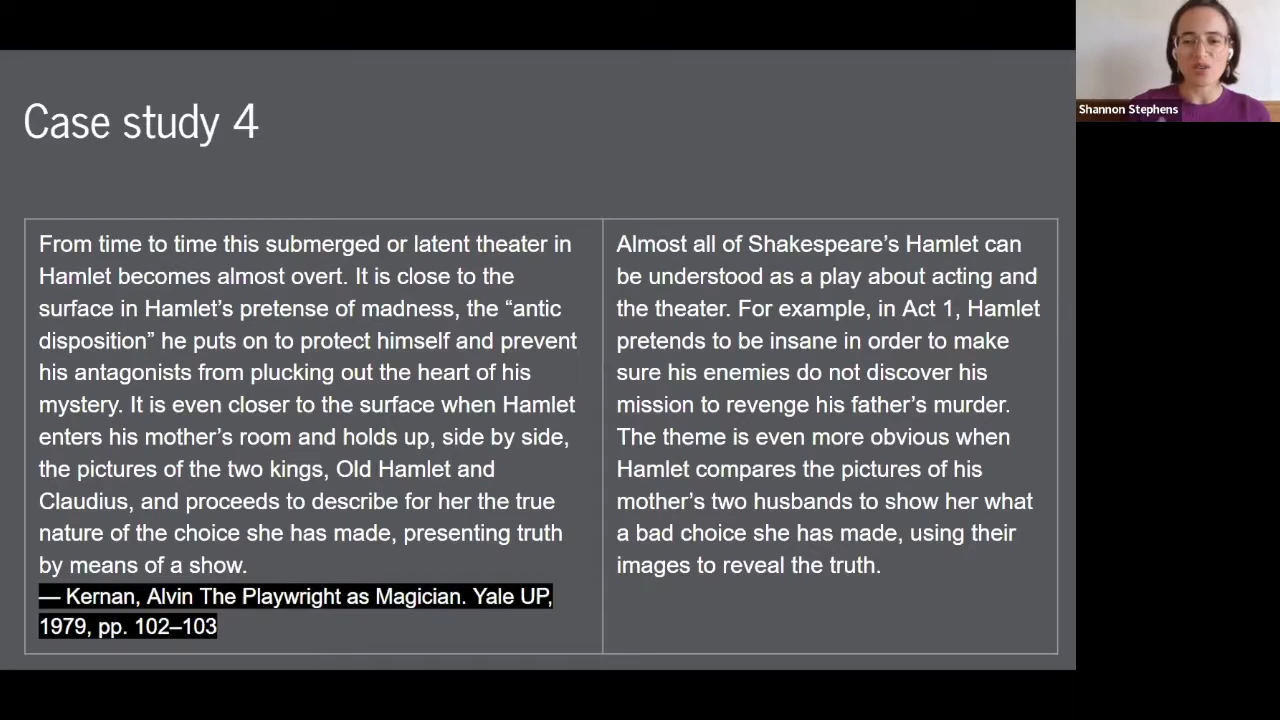 Case study 4
From time to time this submerged or latent theater in
Hamlet becomes almost overt. It is close to the
surface in Hamlet’s pretense of madness, the “antic
disposition” he puts on to protect himself and prevent
his antagonists from plucking out the heart of his
mystery. It is even closer to the surface when Hamlet
enters his mother’s room and holds up, side by side,
the pictures of the two kings, Old Hamlet and
Claudius, and proceeds to describe for her the true
nature of the choice she has made, presenting truth
by means of a show.
— Kernan, Alvin The Playwright as Magician. Yale UP,
1979, pp. 102–103
Almost all of Shakespeare’s Hamlet can
be understood as a play about acting and
the theater. For example, in Act 1, Hamlet
pretends to be insane in order to make
sure his enemies do not discover his
mission to revenge his father’s murder.
The theme is even more obvious when
Hamlet compares the pictures of his
mother’s two husbands to show her what
a bad choice she has made, using their
images to reveal the truth.
Shannon Stephens